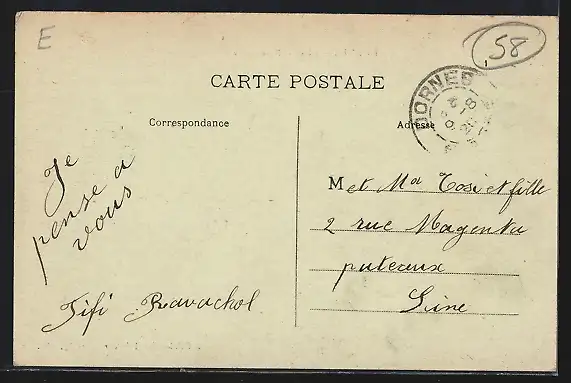 E
58
CARTE POSTALE
DORNES
Correspondance
Adresse
Je
pense a
vous
Fifi Ravachol
M et Me Tosi et fille
2 rue Magenta
puteaux
Seine